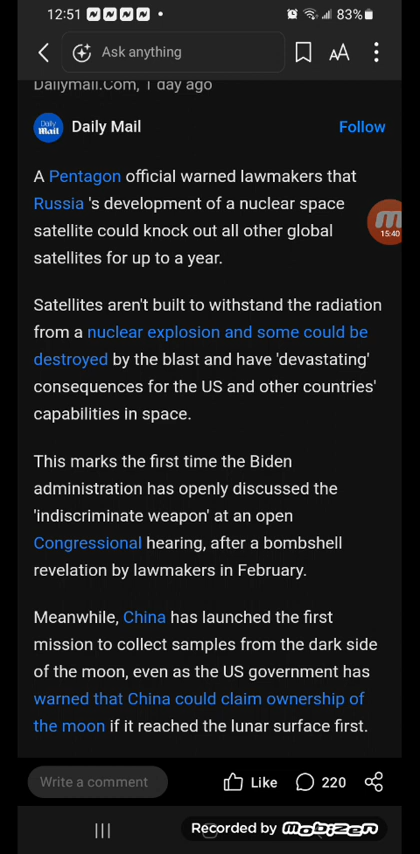 12:51
83%
Ask anything
AA
Dailymail.Com, 1 day ago
Daily Mail
Daily Mail
Follow
A Pentagon official warned lawmakers that
Russia 's development of a nuclear space
satellite could knock out all other global
satellites for up to a year.
15:40
Satellites aren't built to withstand the radiation
from a nuclear explosion and some could be
destroyed by the blast and have 'devastating'
consequences for the US and other countries'
capabilities in space.
This marks the first time the Biden
administration has openly discussed the
'indiscriminate weapon' at an open
Congressional hearing, after a bombshell
revelation by lawmakers in February.
Meanwhile, China has launched the first
mission to collect samples from the dark side
of the moon, even as the US government has
warned that China could claim ownership of
the moon if it reached the lunar surface first.
Write a comment
Like
220
Recorded by mobizen